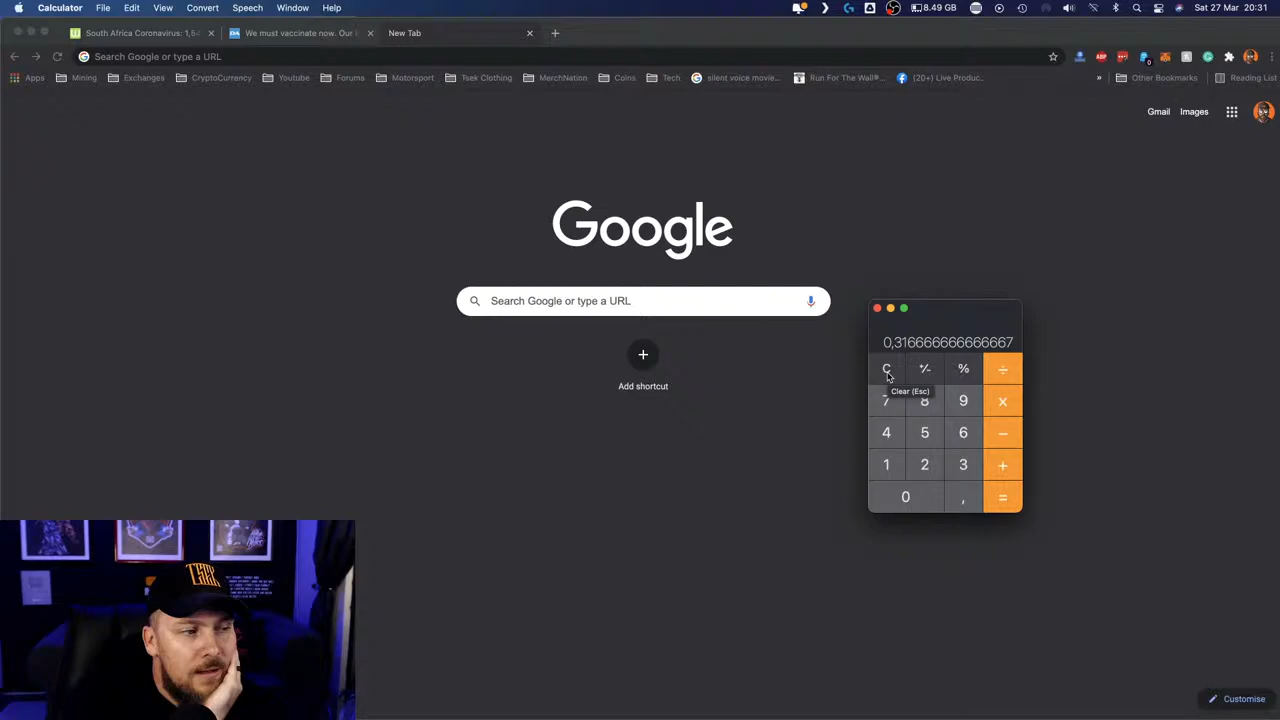 Calculator File Edit View Convert Speech Window Help 8.49 GB Sat 27 Mar 20:31
South Africa Coronavirus: 1,5 We must vaccinate now. Our New Tab
Search Google or type a URL
Apps Mining Exchanges CryptoCurrency Youtube Forums Motorsport Tsek Clothing MerchNation Coins Tech silent voice movie... Run For The Wall®... (20+) Live Produc... » Other Bookmarks Reading List
Gmail Images
Google
Search Google or type a URL
Add shortcut
0,316666666666667
C +/- % ÷
Clear (Esc)
7 8 9 x
4 5 6 −
1 2 3 +
0 , =
TSEK
Customise